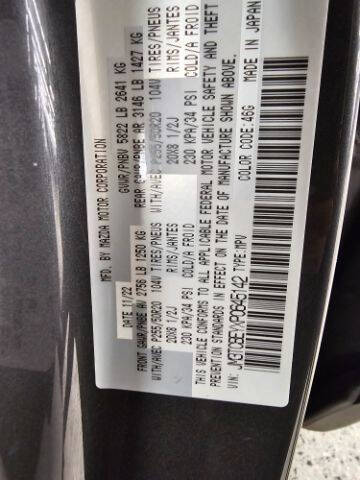 MFD. BY MAZDA MOTOR CORPORATION
GVWR/PNBV 5822 LB 2641 KG
DATE: 11/22
FRONT GAWR/PNBE AV 2756 LB 1250 KG
REAR GAWR/PNBE AR 3146 LB 1427 KG
WITH/AVEC P255/50R20 104V TIRES/PNEUS
WITH/AVEC P255/50R20 104V TIRES/PNEUS
20X8 1/2J RIMS/JANTES
20X8 1/2J RIMS/JANTES
230 KPA/34 PSI COLD/A FROID
230 KPA/34 PSI COLD/A FROID
THIS VEHICLE CONFORMS TO ALL APPLICABLE FEDERAL MOTOR VEHICLE SAFETY AND THEFT
PREVENTION STANDARDS IN EFFECT ON THE DATE OF MANUFACTURE SHOWN ABOVE.
TYPE: MPV
COLOR CODE: 46G
MADE IN JAPAN